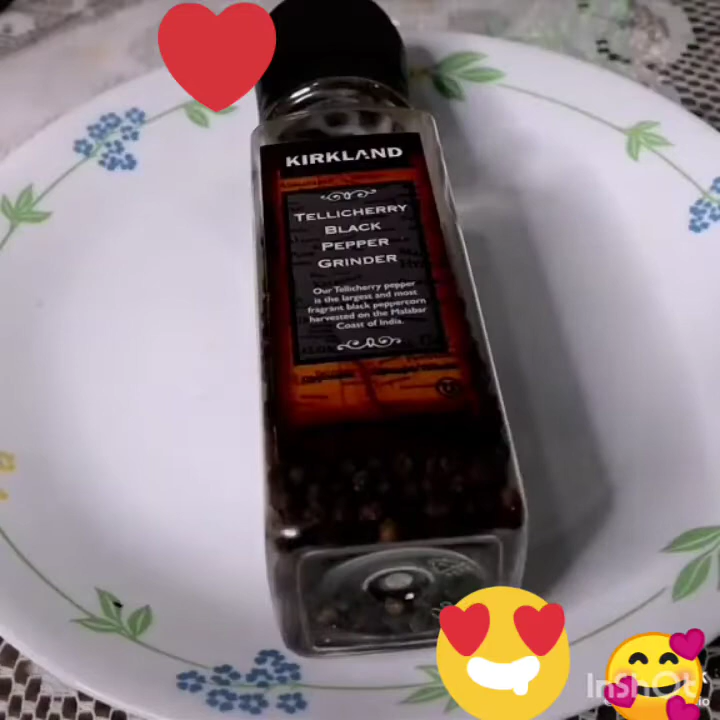 KIRKLAND
TELLICHERRY
BLACK
PEPPER
GRINDER
Our Tellicherry pepper
is the largest and most
fragrant black peppercorn
harvested on the Malabar
Coast of India.
InShOt